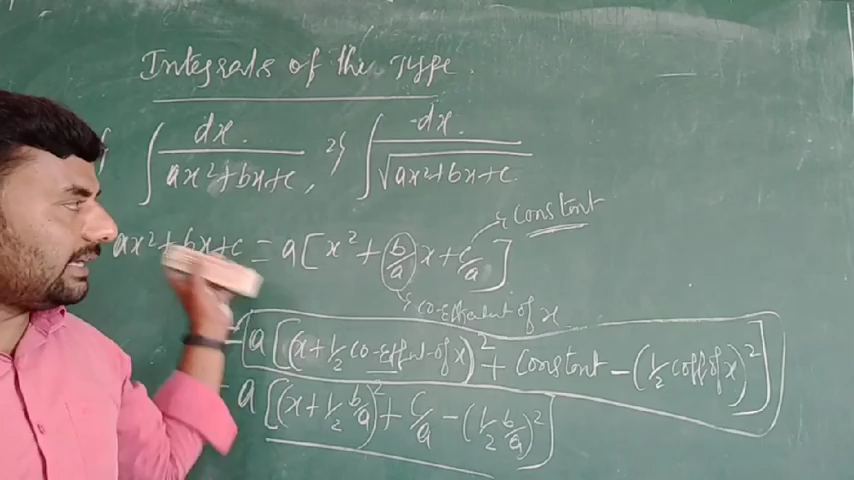 Integrals of the Type
∫ dx / ax²+bx+c , 2) ∫ dx / √ax²+bx+c
constant
ax²+bx+c = a[x² + b/a x + c/a]
co-efficient of x
= a[(x + 1/2 co-effient of x)² + Constant - (1/2 coff of x)²]
= a[(x + 1/2 b/a)² + c/a - (1/2 b/a)²]